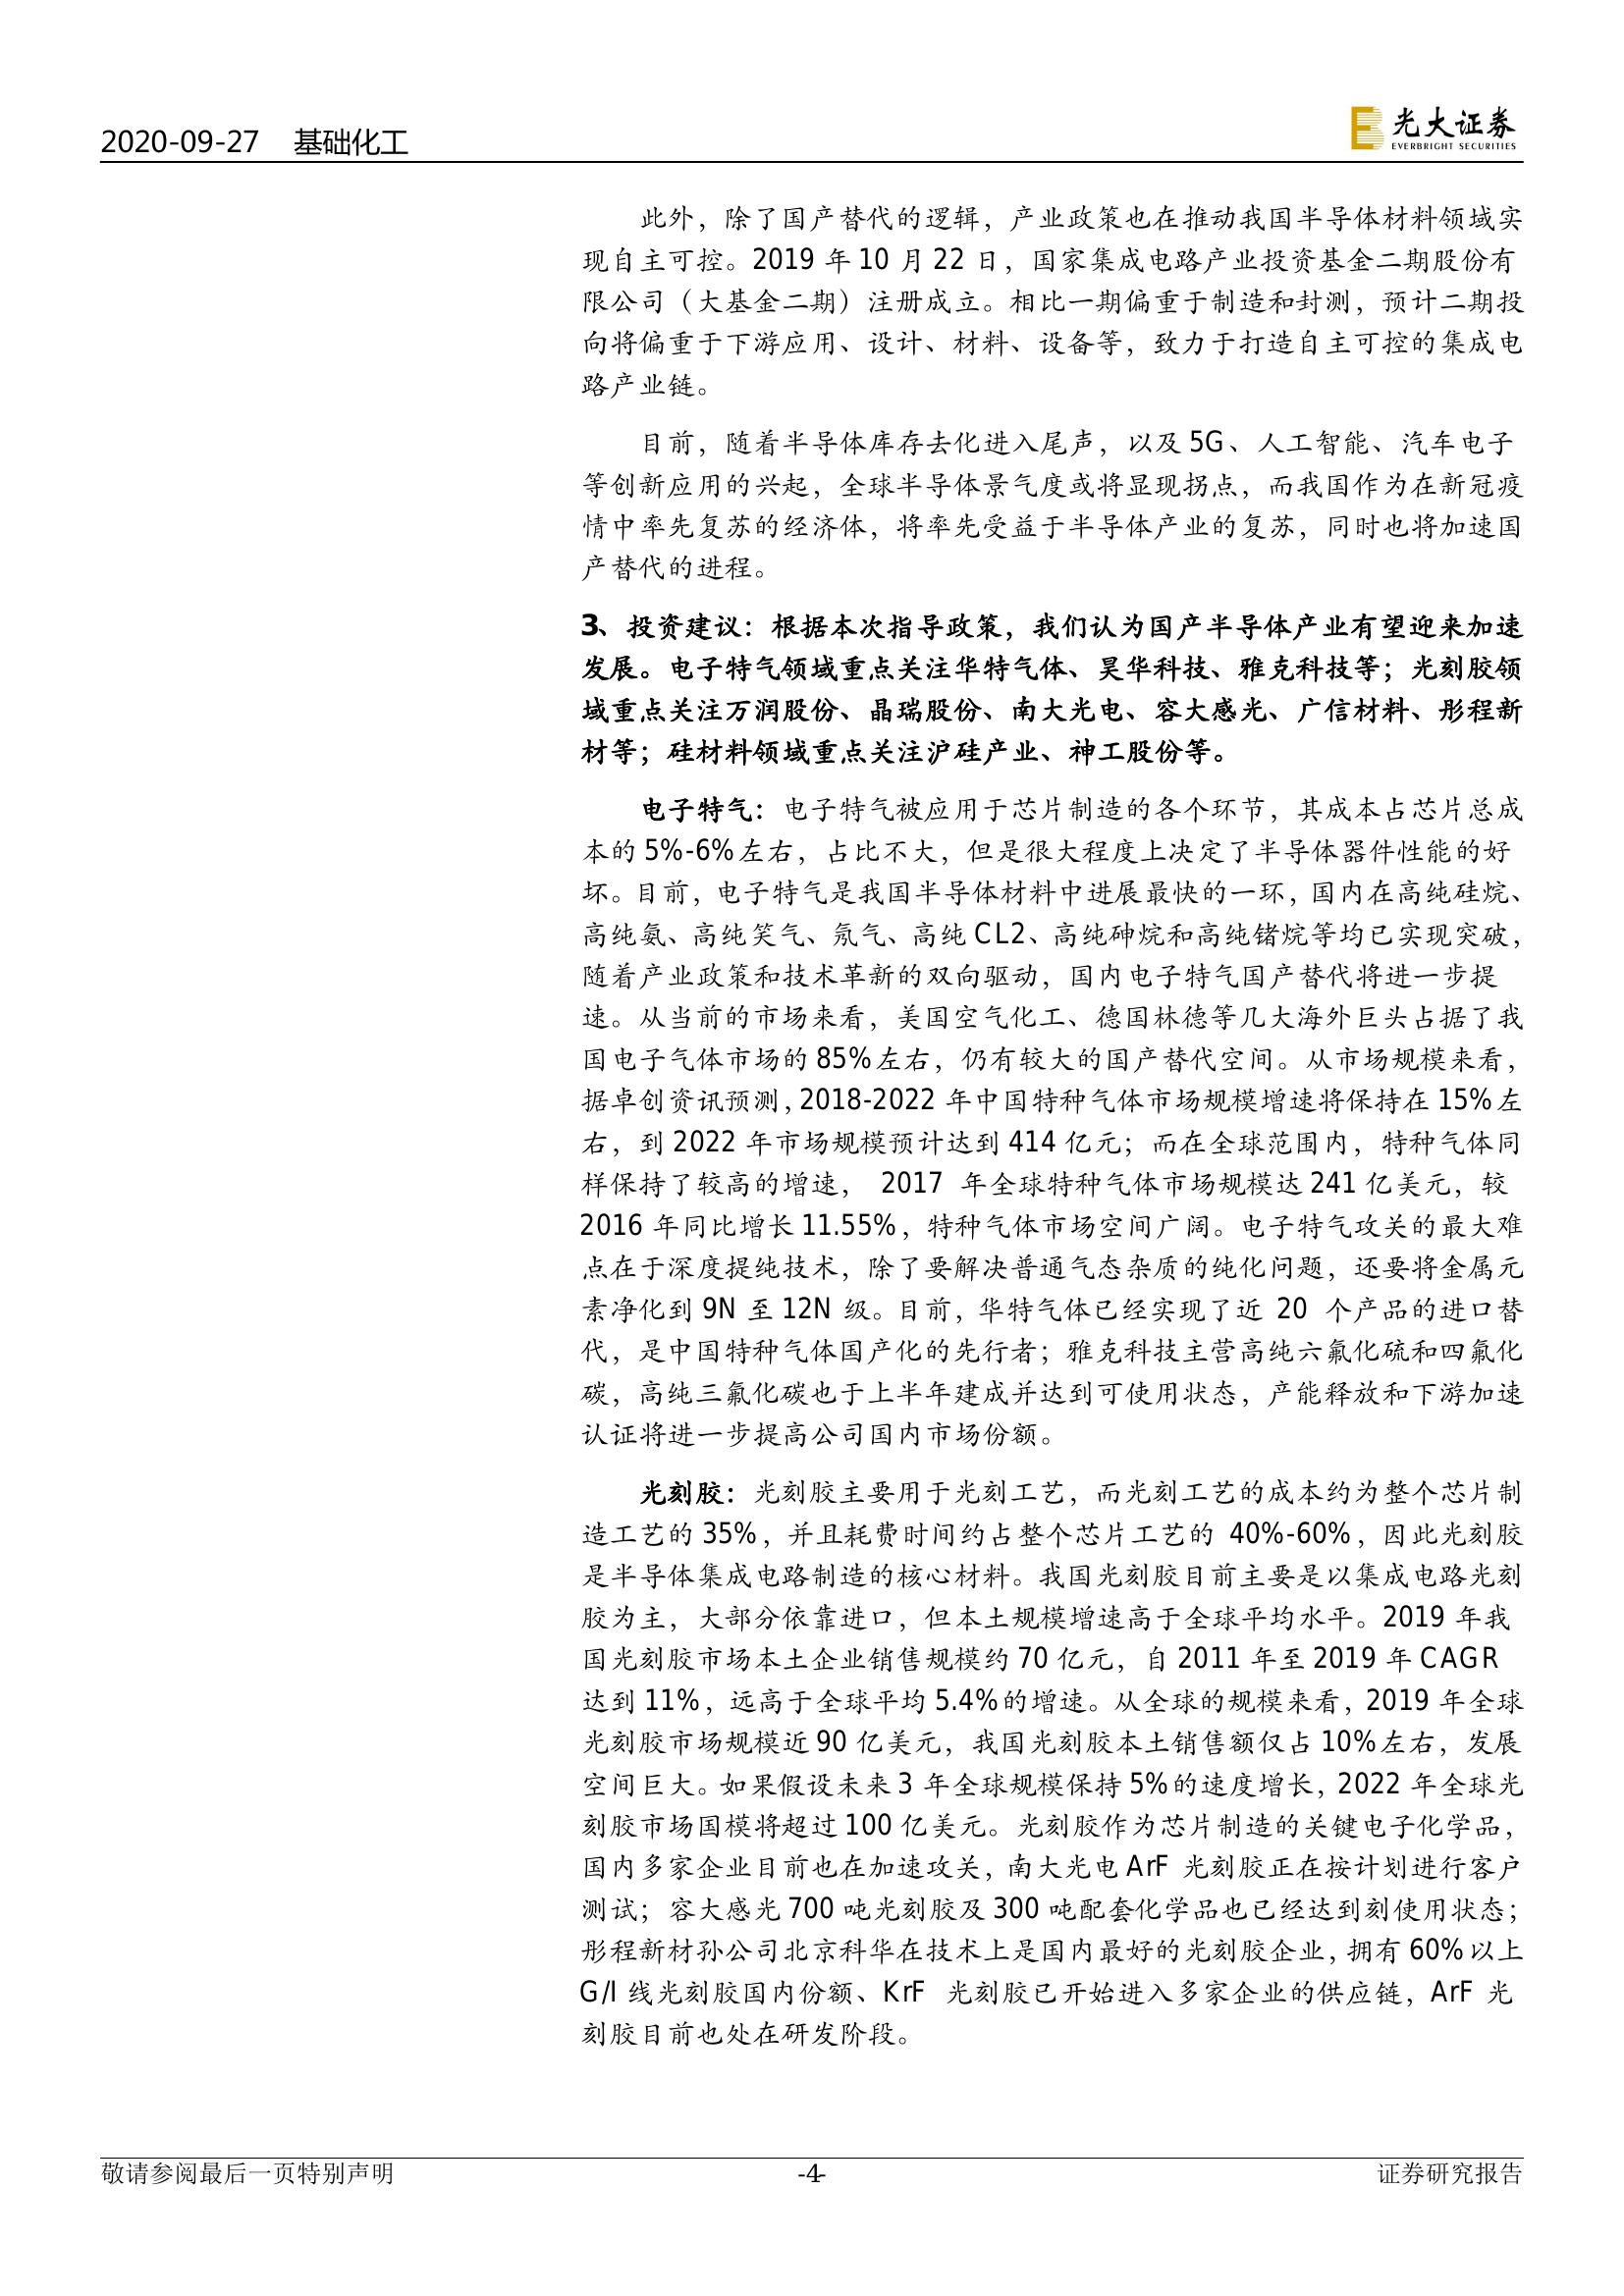 2020-09-27 基础化工
光大证券
EVERBRIGHT SECURITIES
此外，除了国产替代的逻辑，产业政策也在推动我国半导体材料领域实
现自主可控。2019 年 10 月 22 日，国家集成电路产业投资基金二期股份有
限公司（大基金二期）注册成立。相比一期偏重于制造和封测，预计二期投
向将偏重于下游应用、设计、材料、设备等，致力于打造自主可控的集成电
路产业链。
目前，随着半导体库存去化进入尾声，以及 5G、人工智能、汽车电子
等创新应用的兴起，全球半导体景气度或将显现拐点，而我国作为在新冠疫
情中率先复苏的经济体，将率先受益于半导体产业的复苏，同时也将加速国
产替代的进程。
3、投资建议：根据本次指导政策，我们认为国产半导体产业有望迎来加速
发展。电子特气领域重点关注华特气体、昊华科技、雅克科技等；光刻胶领
域重点关注万润股份、晶瑞股份、南大光电、容大感光、广信材料、彤程新
材等；硅材料领域重点关注沪硅产业、神工股份等。
电子特气：电子特气被应用于芯片制造的各个环节，其成本占芯片总成
本的 5%-6%左右，占比不大，但是很大程度上决定了半导体器件性能的好
坏。目前，电子特气是我国半导体材料中进展最快的一环，国内在高纯硅烷、
高纯氨、高纯笑气、氖气、高纯 CL2、高纯砷烷和高纯锗烷等均已实现突破，
随着产业政策和技术革新的双向驱动，国内电子特气国产替代将进一步提
速。从当前的市场来看，美国空气化工、德国林德等几大海外巨头占据了我
国电子气体市场的 85%左右，仍有较大的国产替代空间。从市场规模来看，
据卓创资讯预测，2018-2022 年中国特种气体市场规模增速将保持在 15%左
右，到 2022 年市场规模预计达到 414 亿元；而在全球范围内，特种气体同
样保持了较高的增速， 2017 年全球特种气体市场规模达 241 亿美元，较
2016 年同比增长 11.55%，特种气体市场空间广阔。电子特气攻关的最大难
点在于深度提纯技术，除了要解决普通气态杂质的纯化问题，还要将金属元
素净化到 9N 至 12N 级。目前，华特气体已经实现了近 20 个产品的进口替
代，是中国特种气体国产化的先行者；雅克科技主营高纯六氟化硫和四氟化
碳，高纯三氟化碳也于上半年建成并达到可使用状态，产能释放和下游加速
认证将进一步提高公司国内市场份额。
光刻胶：光刻胶主要用于光刻工艺，而光刻工艺的成本约为整个芯片制
造工艺的 35%，并且耗费时间约占整个芯片工艺的 40%-60%，因此光刻胶
是半导体集成电路制造的核心材料。我国光刻胶目前主要是以集成电路光刻
胶为主，大部分依靠进口，但本土规模增速高于全球平均水平。2019 年我
国光刻胶市场本土企业销售规模约 70 亿元，自 2011 年至 2019 年 CAGR
达到 11%，远高于全球平均 5.4%的增速。从全球的规模来看，2019 年全球
光刻胶市场规模近 90 亿美元，我国光刻胶本土销售额仅占 10%左右，发展
空间巨大。如果假设未来 3 年全球规模保持 5%的速度增长，2022 年全球光
刻胶市场国模将超过 100 亿美元。光刻胶作为芯片制造的关键电子化学品，
国内多家企业目前也在加速攻关，南大光电 ArF 光刻胶正在按计划进行客户
测试；容大感光 700 吨光刻胶及 300 吨配套化学品也已经达到刻使用状态；
彤程新材孙公司北京科华在技术上是国内最好的光刻胶企业，拥有 60%以上
G/I 线光刻胶国内份额、KrF 光刻胶已开始进入多家企业的供应链，ArF 光
刻胶目前也处在研发阶段。
敬请参阅最后一页特别声明 -4- 证券研究报告